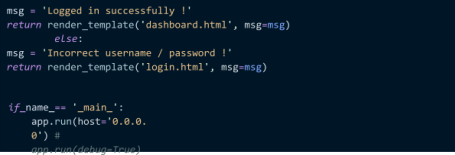 msg = 'Logged in successfully !'
return render_template('dashboard.html', msg=msg)
else:
msg = 'Incorrect username / password !'
return render_template('login.html', msg=msg)
if_name_== '_main_':
app.run(host='0.0.0.
0') #
app.run(debug=True)